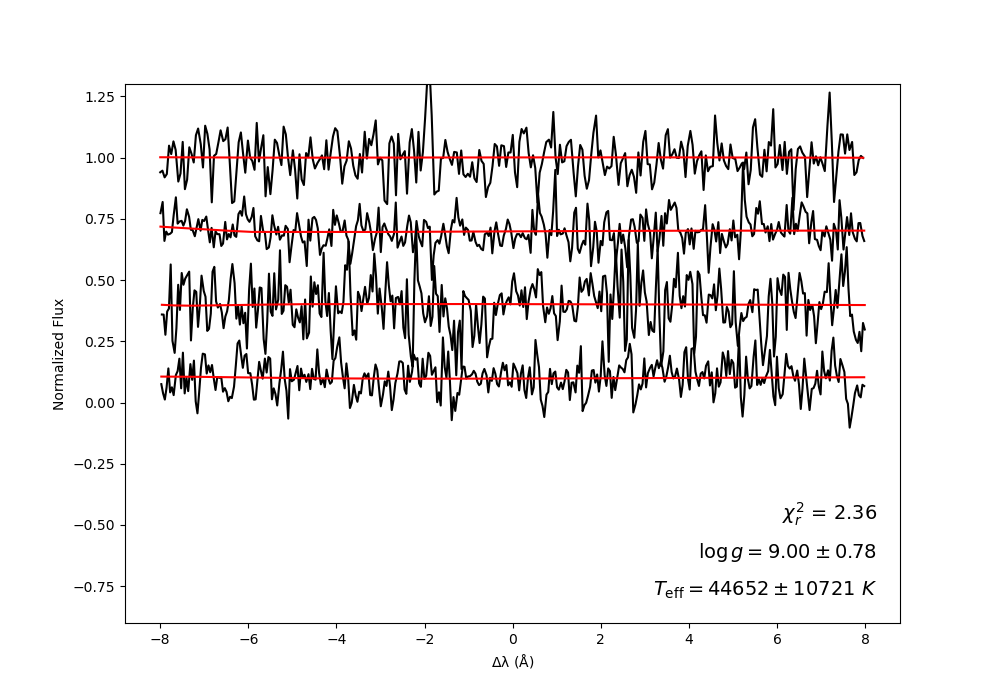 Normalized Flux
1.25
1.00
0.75
0.50
0.25
0.00
−0.25
−0.50
−0.75
χ_r^2 = 2.36
log g = 9.00 ± 0.78
T_eff = 44652 ± 10721 K
−8 −6 −4 −2 0 2 4 6 8
Δλ (Å)